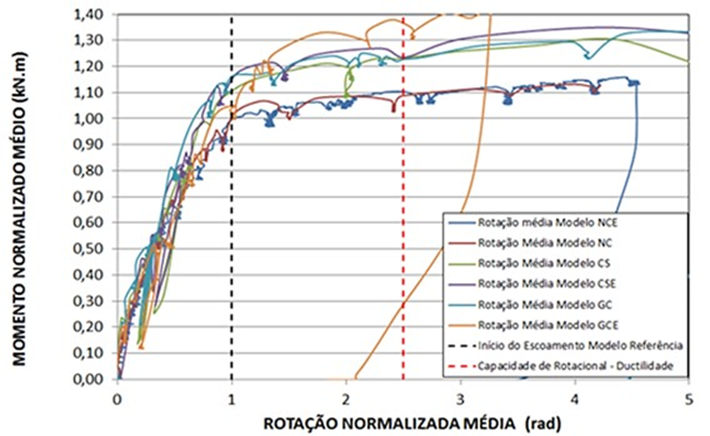 MOMENTO NORMALIZADO MÉDIO (kN.m)
1,40
1,30
1,20
1,10
1,00
0,90
0,80
0,70
0,60
0,50
0,40
0,30
0,20
0,10
0,00
0
1
2
3
4
5
ROTAÇÃO NORMALIZADA MÉDIA (rad)
Rotação média Modelo NCE
Rotação Média Modelo NC
Rotação Média Modelo CS
Rotação Média Modelo CSE
Rotação Média Modelo GC
Rotação Média Modelo GCE
Início do Escoamento Modelo Referência
Capacidade de Rotacional - Ductilidade